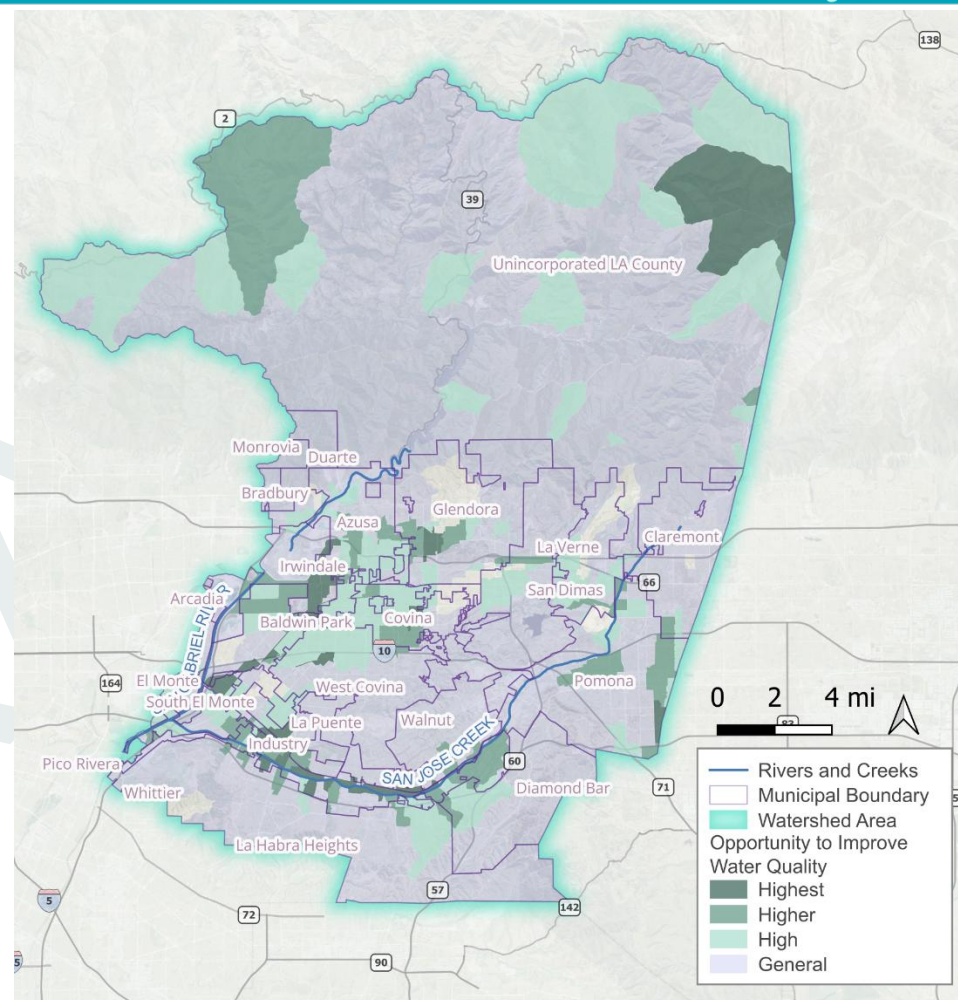 138
2
39
Unincorporated LA County
Monrovia
Duarte
Bradbury
Glendora
Azusa
La Verne
Claremont
Irwindale
66
San Dimas
Arcadia
Baldwin Park
Covina
10
164
El Monte
South El Monte
West Covina
Pomona
La Puente
Walnut
Industry
SAN JOSE CREEK
60
Pico Rivera
Whittier
Diamond Bar
71
La Habra Heights
57
142
5
72
90
0 2 4 mi
Rivers and Creeks
Municipal Boundary
Watershed Area
Opportunity to Improve
Water Quality
Highest
Higher
High
General